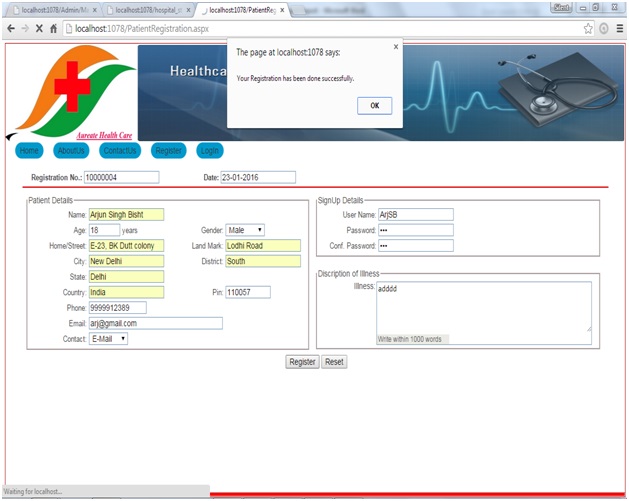 localhost:1078/Admin/Ma
localhost:1078/hospital_c
localhost:1078/PatientReg
Silent
localhost:1078/PatientRegistration.aspx
The page at localhost:1078 says:
Your Registration has been done successfully.
OK
Healthca
Aureate Health Care
Home AboutUs ContactUs Register Login
Registration No.: 10000004 Date: 23-01-2016
Patient Details
Name: Arjun Singh Bisht
Age: 18 years Gender: Male
Home/Street: E-23, BK Dutt colony Land Mark: Lodhi Road
City: New Delhi District: South
State: Delhi
Country: India Pin: 110057
Phone: 9999912389
Email: arj@gmail.com
Contact: E-Mail
SignUp Details
User Name: ArjSB
Password: •••
Conf. Password: •••
Discription of Illness
Illness: adddd
Write within 1000 words
Register Reset
Waiting for localhost...